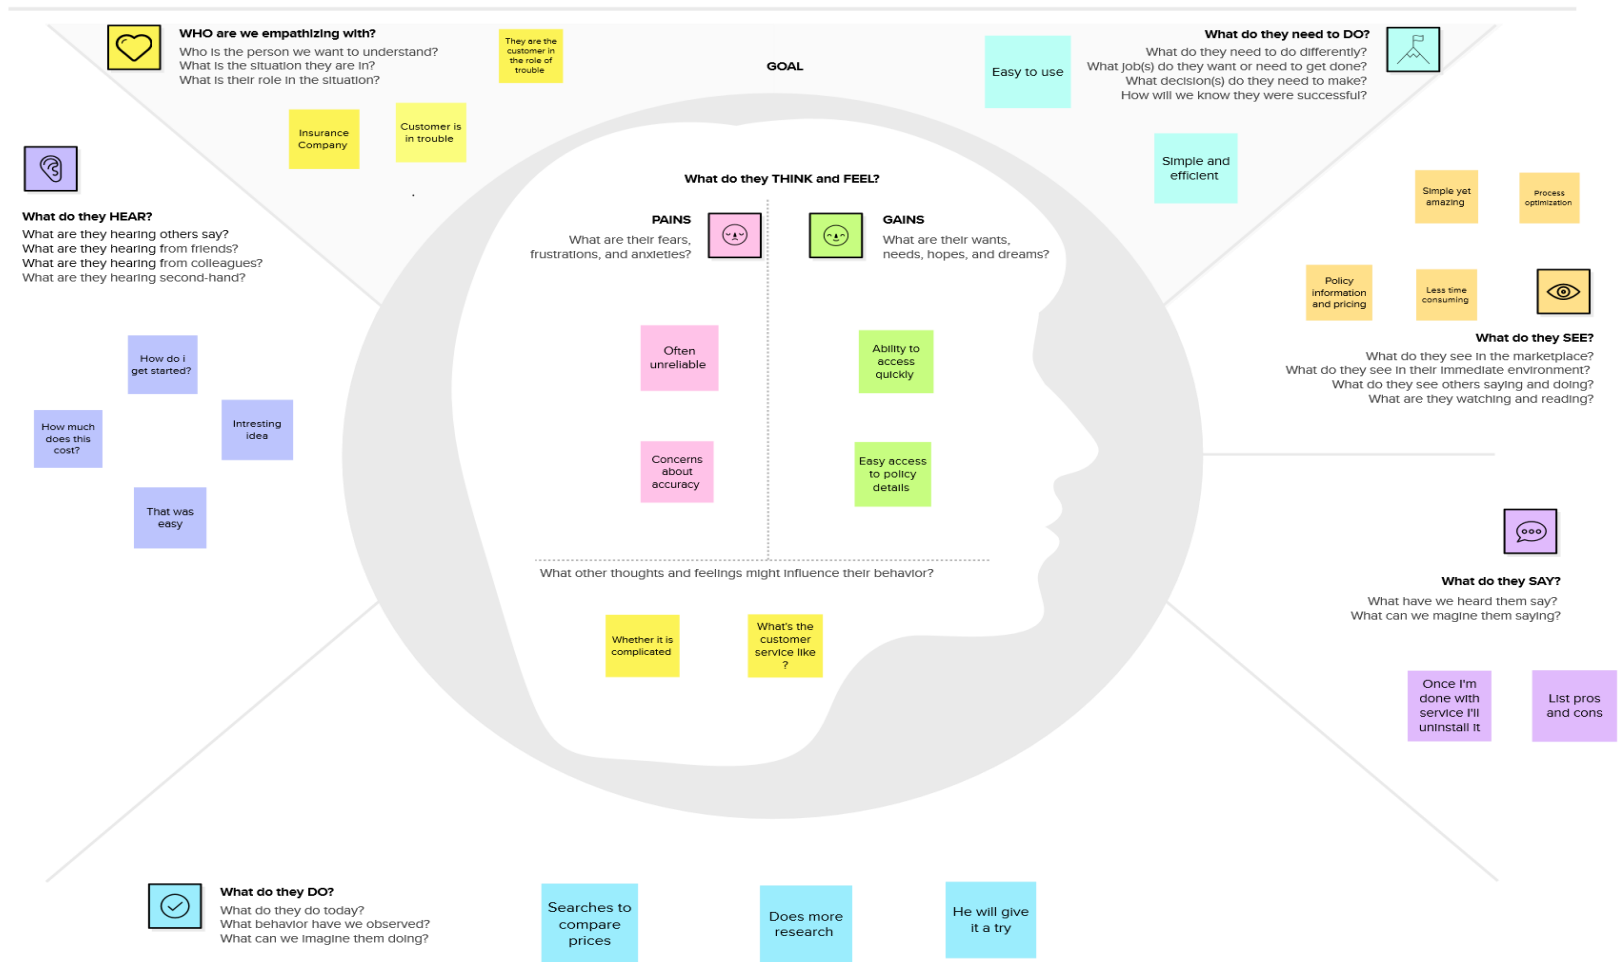 WHO are we empathizing with?
Who is the person we want to understand?
What is the situation they are in?
What is their role in the situation?
They are the
customer in
the role of
trouble
Insurance
Company
Customer is
in trouble
GOAL
Easy to use
What do they need to DO?
What do they need to do differently?
What job(s) do they want or need to get done?
What decision(s) do they need to make?
How will we know they were successful?
Simple and
efficient
What do they HEAR?
What are they hearing others say?
What are they hearing from friends?
What are they hearing from colleagues?
What are they hearing second-hand?
How do i
get started?
How much
does this
cost?
Intresting
idea
That was
easy
What do they THINK and FEEL?
PAINS
What are their fears,
frustrations, and anxieties?
Often
unreliable
Concerns
about
accuracy
GAINS
What are their wants,
needs, hopes, and dreams?
Ability to
access
quickly
Easy access
to policy
details
What other thoughts and feelings might influence their behavior?
Whether it is
complicated
What's the
customer
service like
?
Simple yet
amazing
Process
optimization
Policy
information
and pricing
Less time
consuming
What do they SEE?
What do they see in the marketplace?
What do they see in their immediate environment?
What do they see others saying and doing?
What are they watching and reading?
What do they SAY?
What have we heard them say?
What can we magine them saying?
Once I'm
done with
service I'll
uninstall it
List pros
and cons
What do they DO?
What do they do today?
What behavior have we observed?
What can we imagine them doing?
Searches to
compare
prices
Does more
research
He will give
it a try